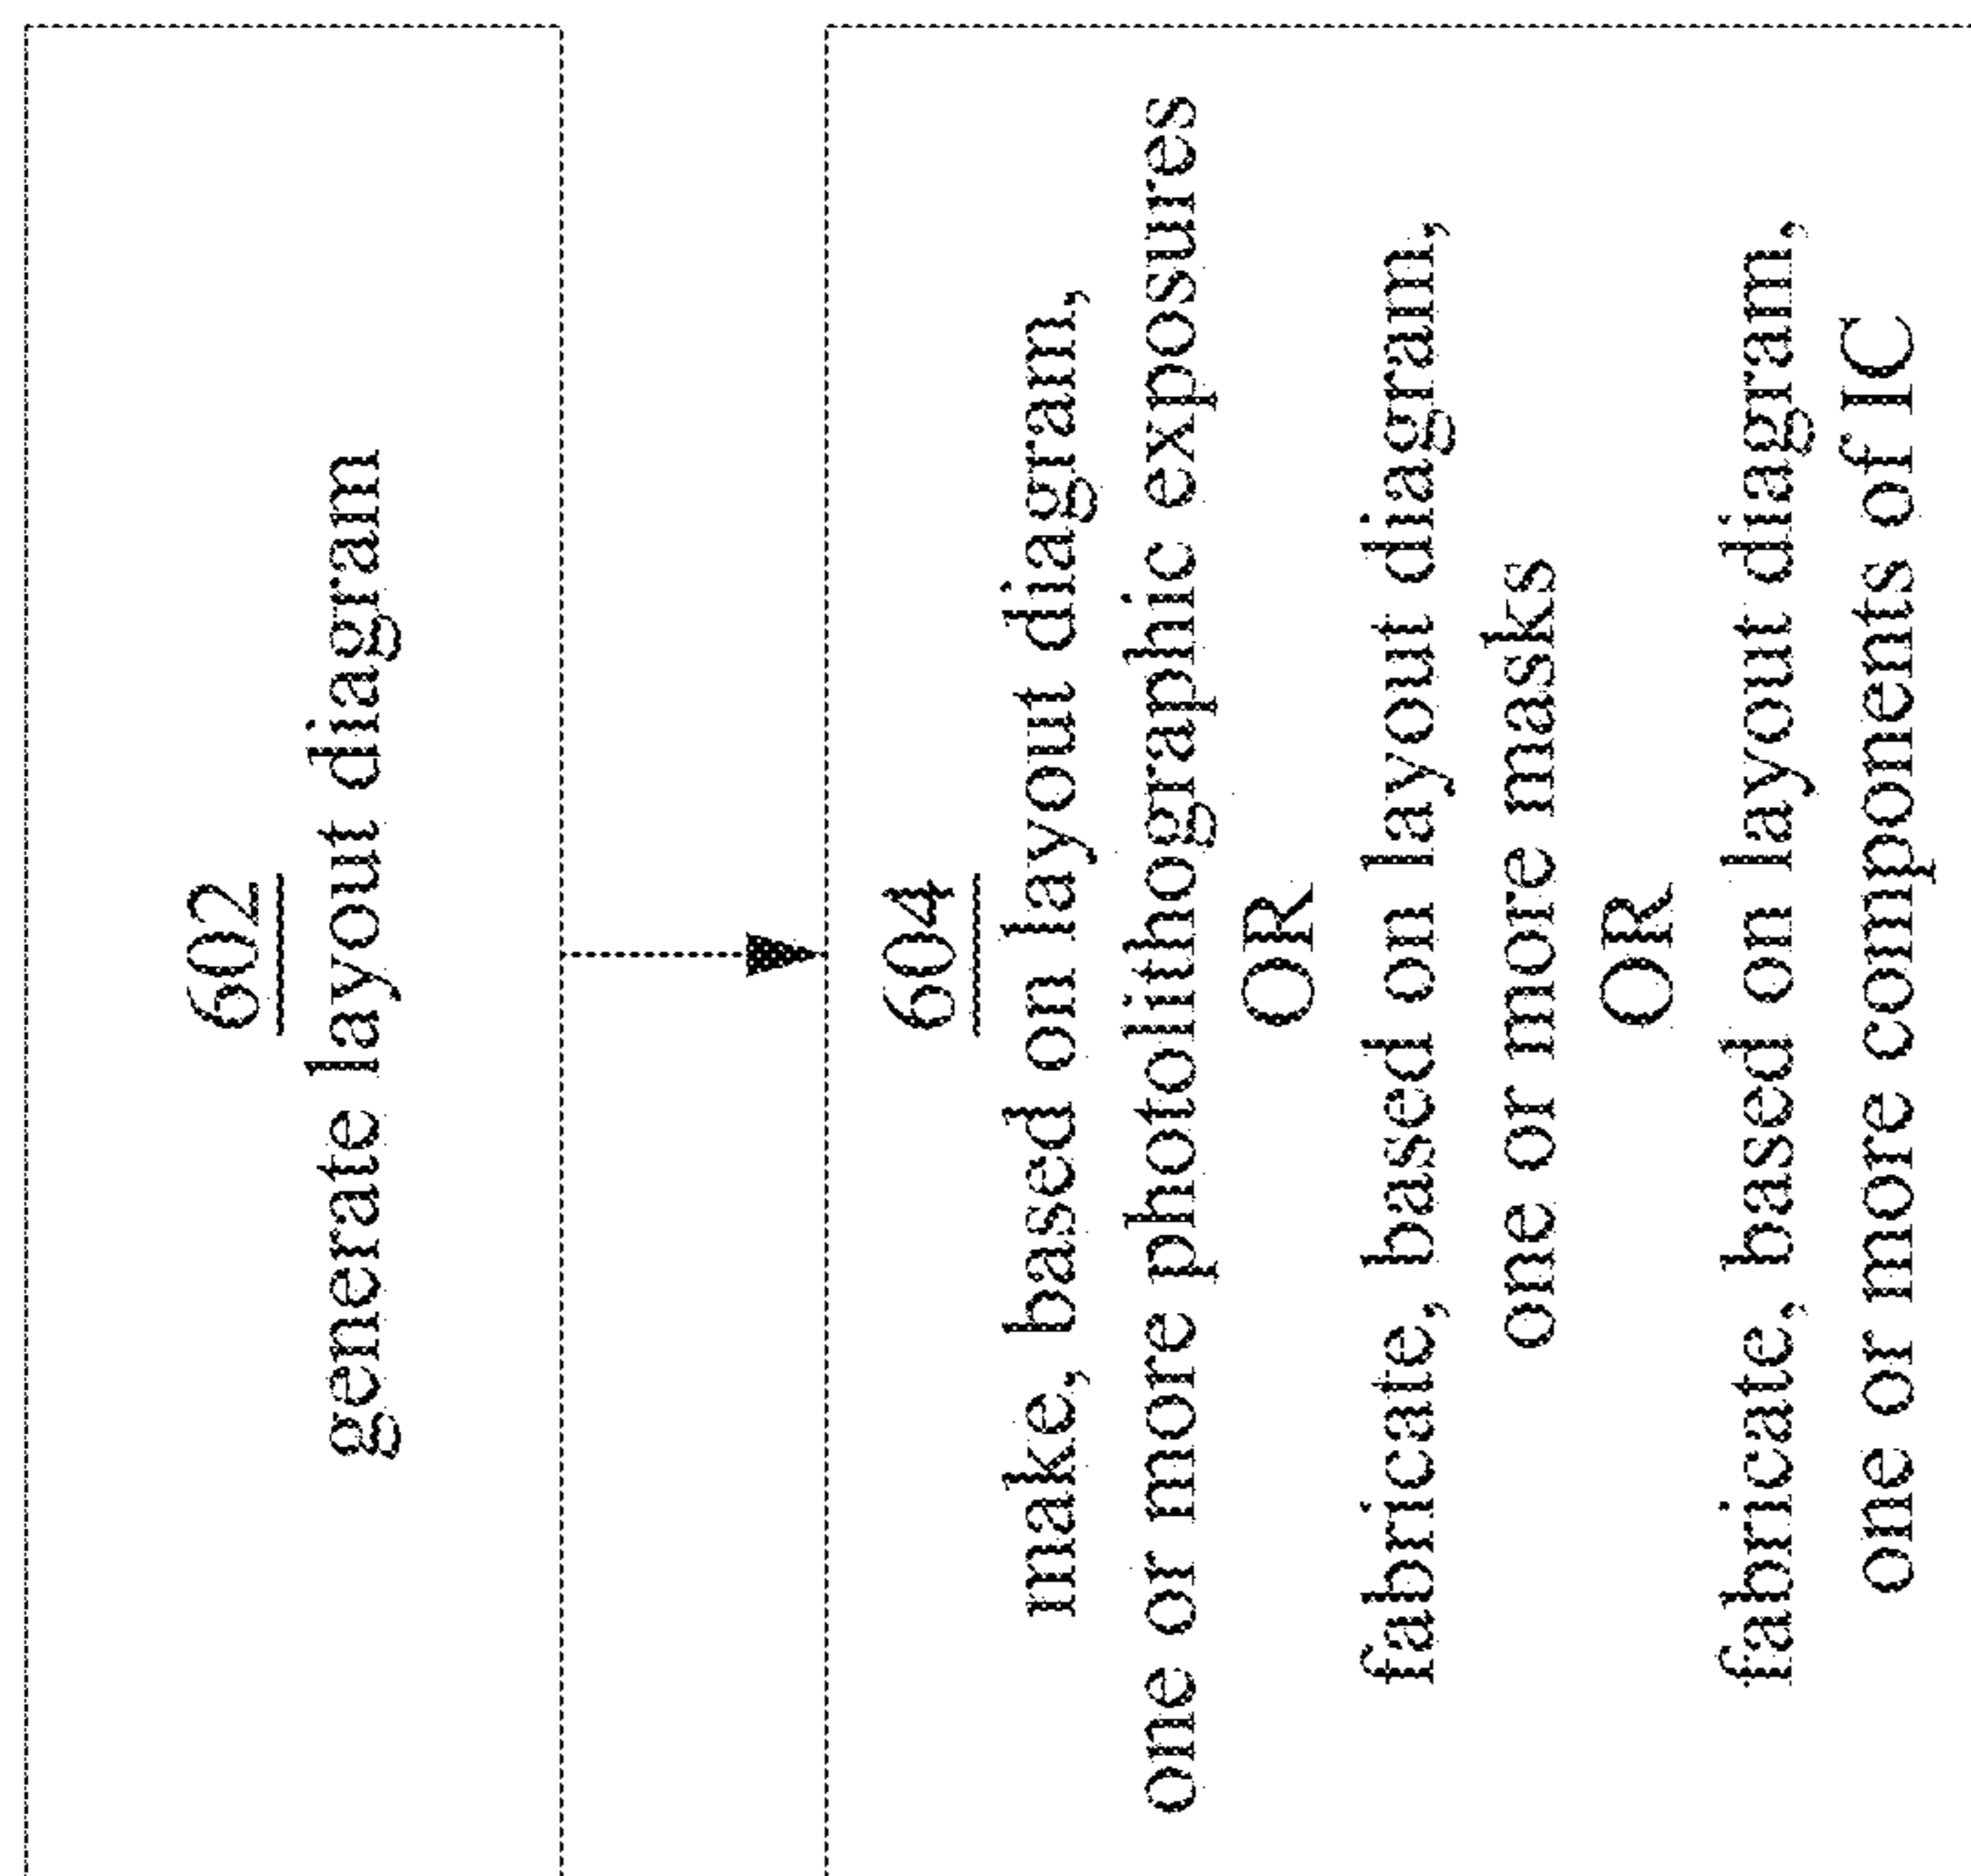 602
generate layout diagram
604
make, based on layout diagram,
one or more photolithographic exposures
OR
fabricate, based on layout diagram,
one or more masks
OR
fabricate, based on layout diagram,
one or more components of IC